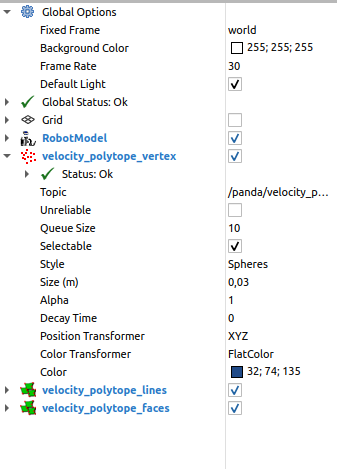 Global Options
Fixed Frame world
Background Color 255; 255; 255
Frame Rate 30
Default Light
Global Status: Ok
Grid
RobotModel
velocity_polytope_vertex
Status: Ok
Topic /panda/velocity_p...
Unreliable
Queue Size 10
Selectable
Style Spheres
Size (m) 0,03
Alpha 1
Decay Time 0
Position Transformer XYZ
Color Transformer FlatColor
Color 32; 74; 135
velocity_polytope_lines
velocity_polytope_faces